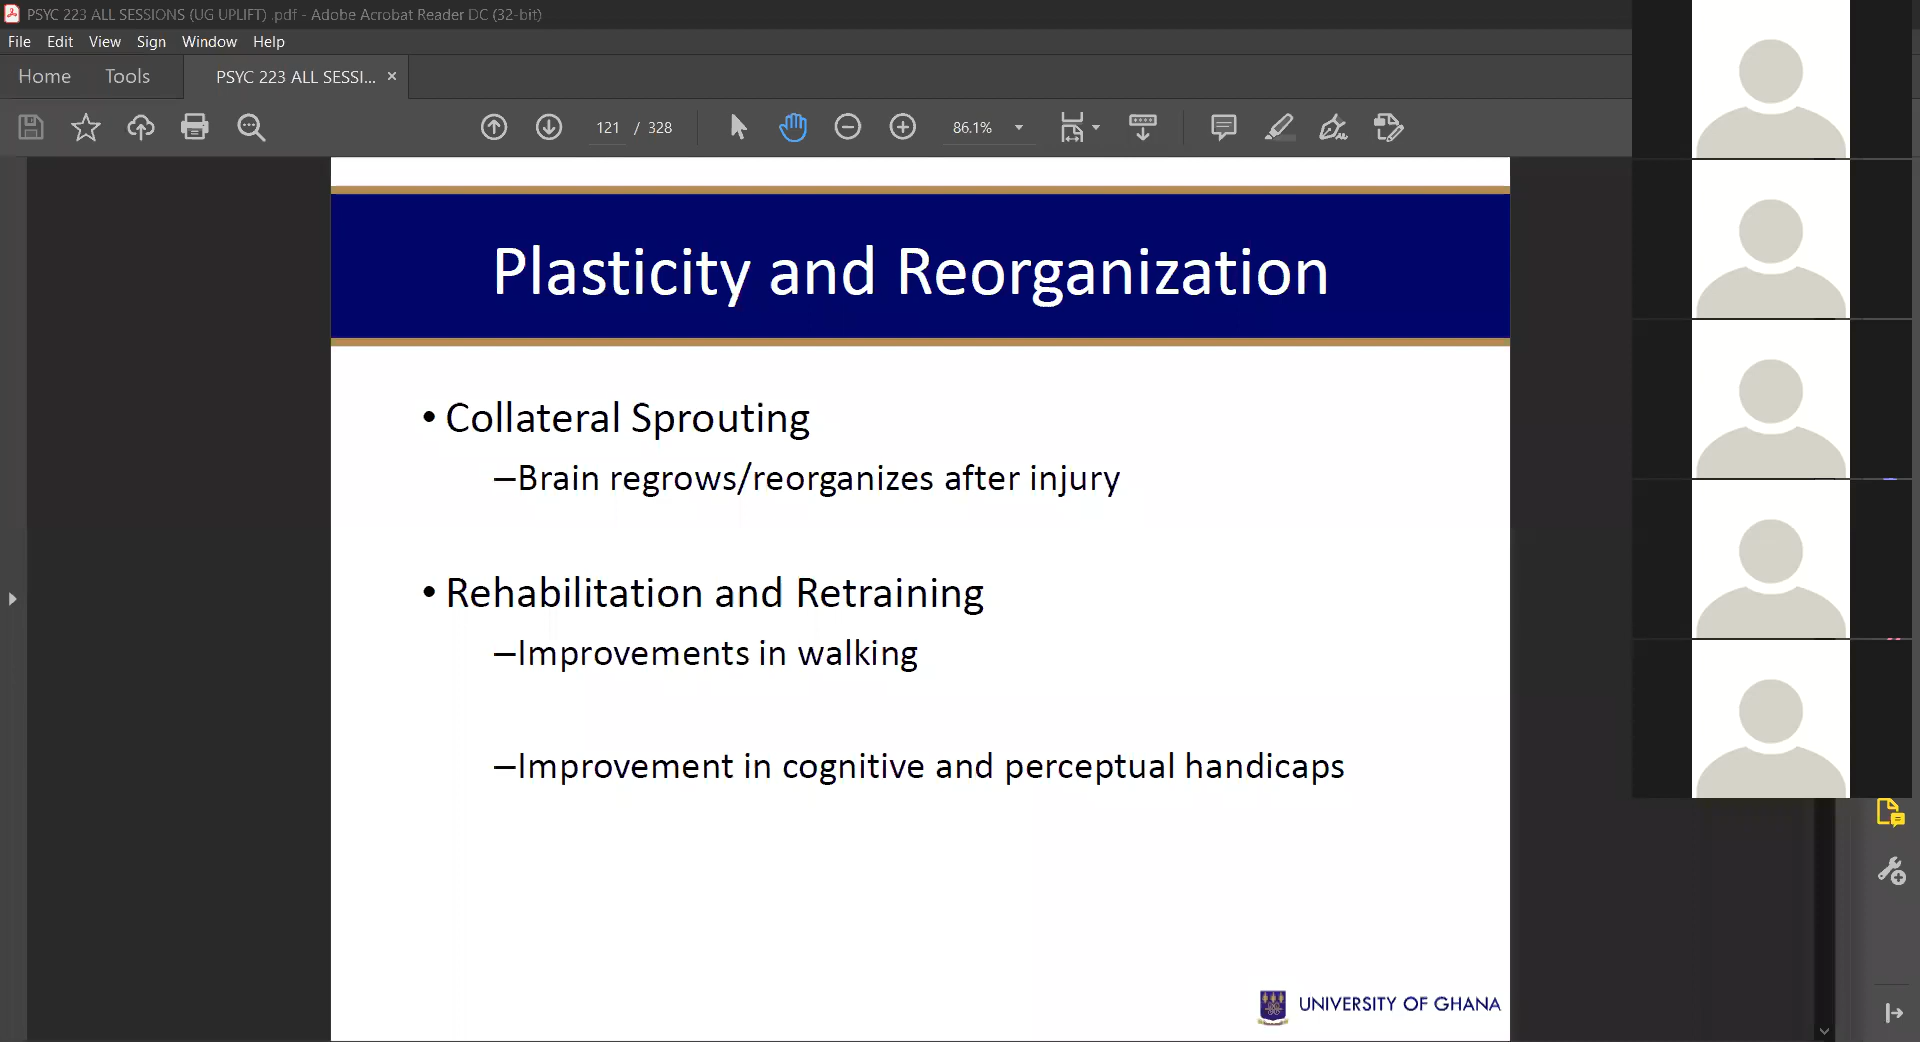 PSYC 223 ALL SESSIONS (UG UPLIFT) .pdf - Adobe Acrobat Reader DC (32-bit)
File Edit View Sign Window Help
Home Tools PSYC 223 ALL SESSI... ×
121 / 328 86.1%
Plasticity and Reorganization
• Collateral Sprouting
–Brain regrows/reorganizes after injury
• Rehabilitation and Retraining
–Improvements in walking
–Improvement in cognitive and perceptual handicaps
UNIVERSITY OF GHANA